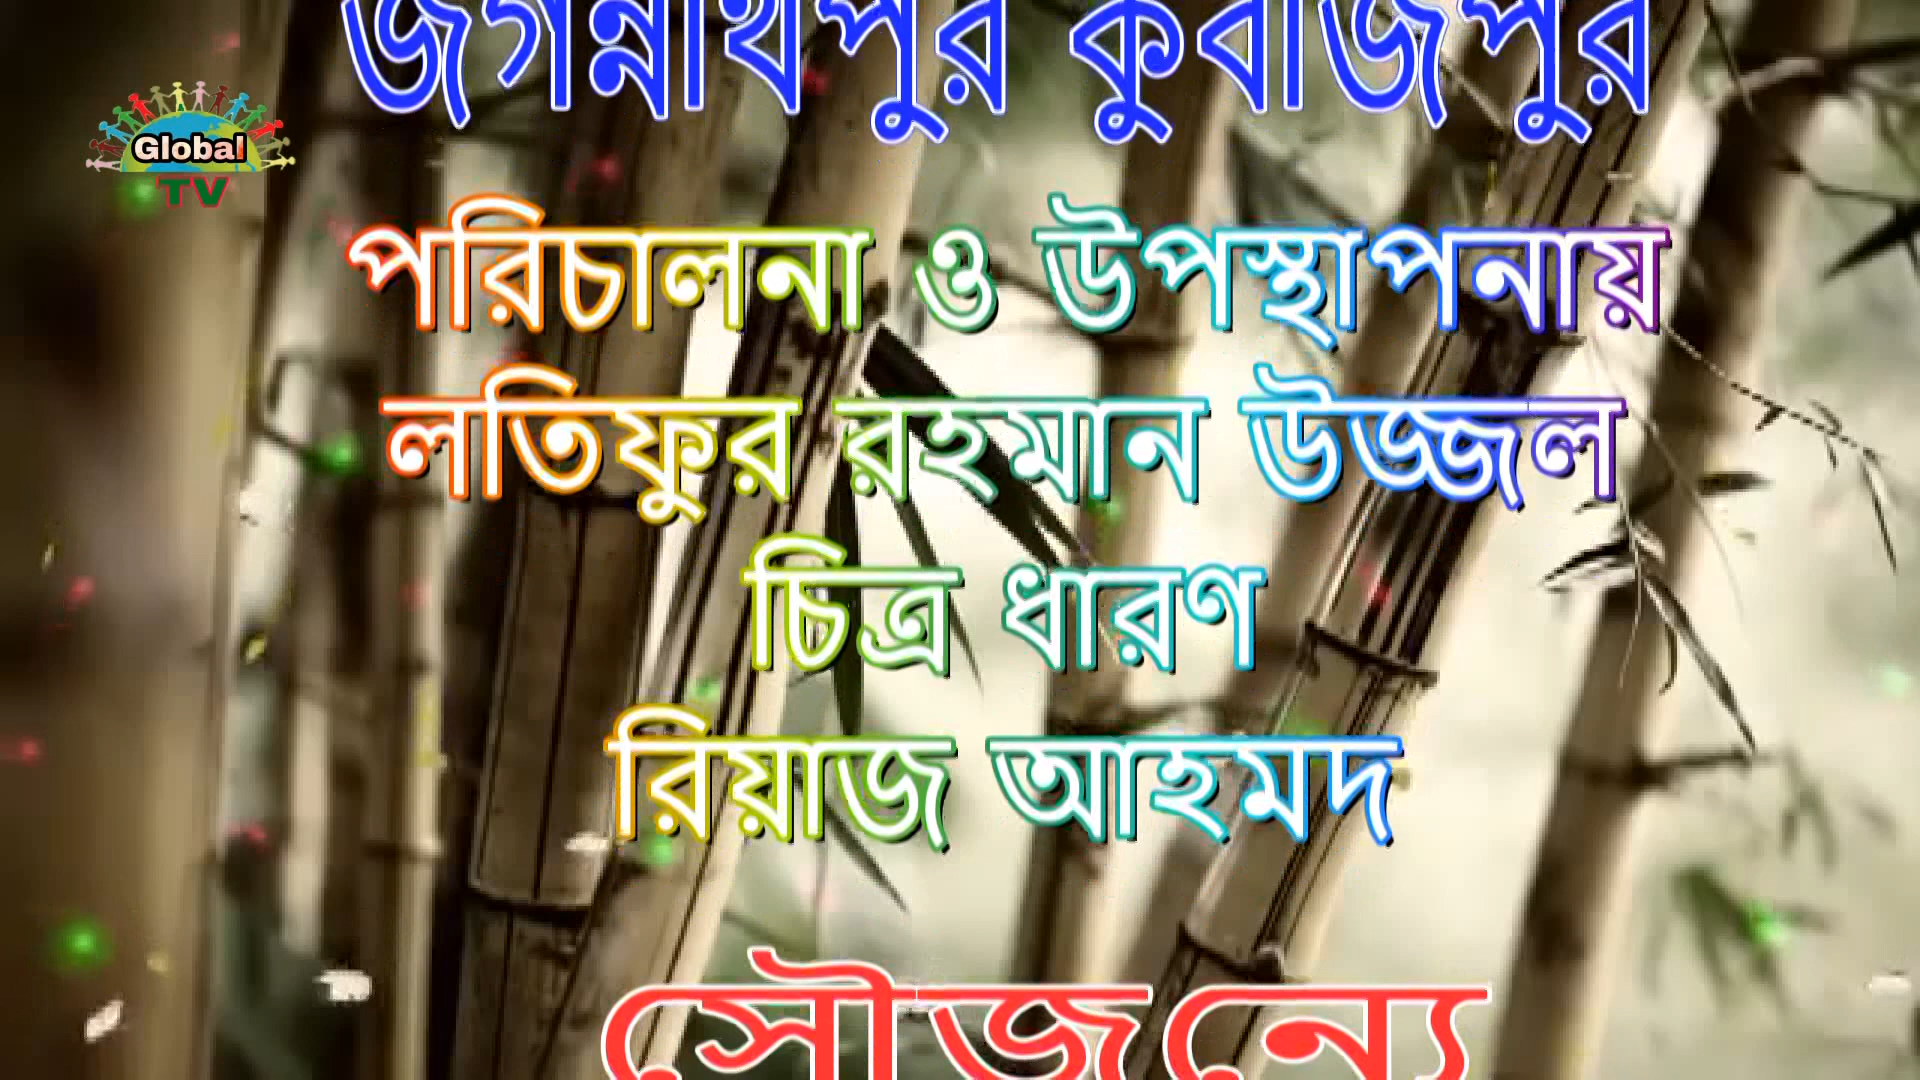 জগন্নাথপুর কুবাজপুর
Global
TV
পরিচালনা ও উপস্থাপনায়
লতিফুর রহমান উজ্জল
চিত্র ধারণ
রিয়াজ আহমদ
সৌজন্যে